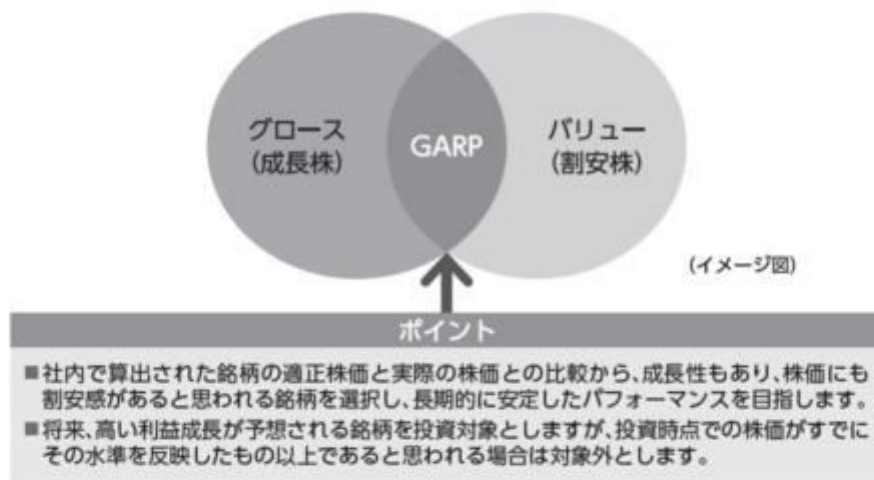 グロース
(成長株)
GARP
バリュー
(割安株)
(イメージ図)
ポイント
■社内で算出された銘柄の適正株価と実際の株価との比較から、成長性もあり、株価にも
割安感があると思われる銘柄を選択し、長期的に安定したパフォーマンスを目指します。
■将来、高い利益成長が予想される銘柄を投資対象としますが、投資時点での株価がすでに
その水準を反映したもの以上であると思われる場合は対象外とします。